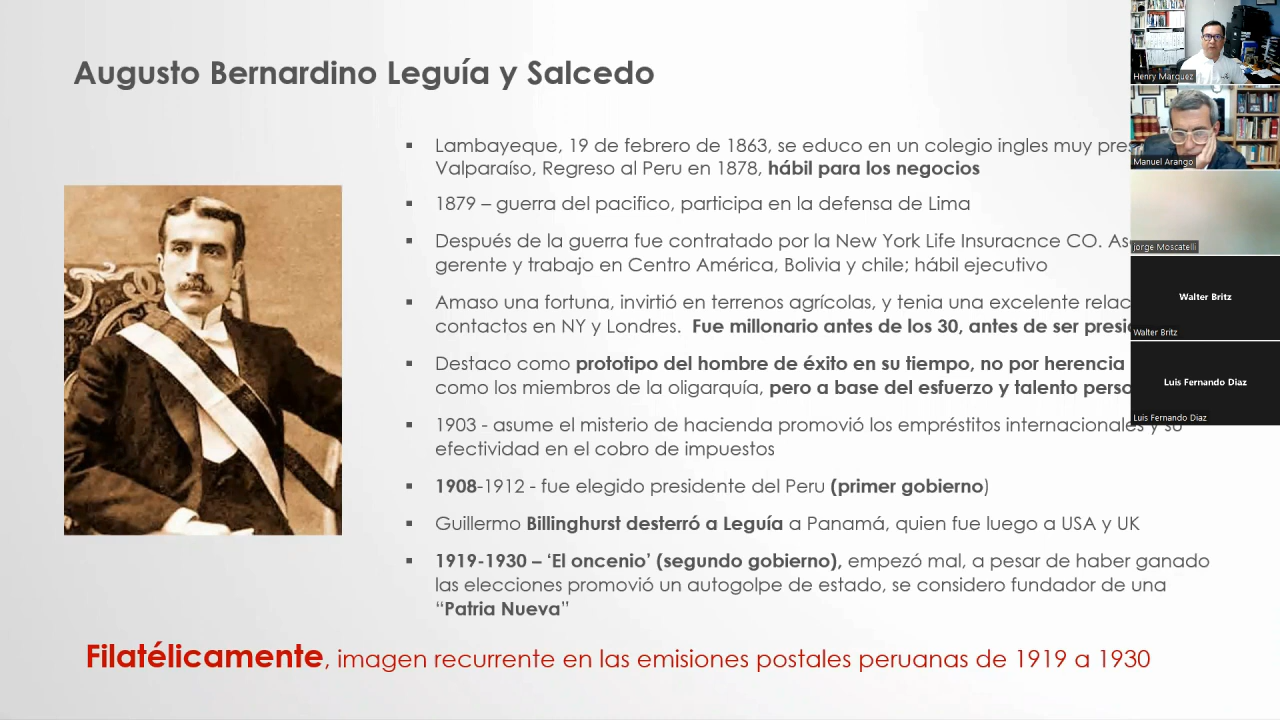 Augusto Bernardino Leguía y Salcedo
▪ Lambayeque, 19 de febrero de 1863, se educo en un colegio ingles muy
Valparaíso, Regreso al Peru en 1878, hábil para los negocios
▪ 1879 – guerra del pacifico, participa en la defensa de Lima
▪ Después de la guerra fue contratado por la New York Life Insuracnce CO.
gerente y trabajo en Centro América, Bolivia y chile; hábil ejecutivo
▪ Amaso una fortuna, invirtió en terrenos agrícolas, y tenia una excelente
contactos en NY y Londres. Fue millonario antes de los 30, antes de ser
▪ Destaco como prototipo del hombre de éxito en su tiempo, no por herencia
como los miembros de la oligarquía, pero a base del esfuerzo y talento
▪ 1903 - asume el misterio de hacienda promovió los empréstitos internacionales y su
efectividad en el cobro de impuestos
▪ 1908-1912 - fue elegido presidente del Peru (primer gobierno)
▪ Guillermo Billinghurst desterró a Leguía a Panamá, quien fue luego a USA y UK
▪ 1919-1930 – ‘El oncenio’ (segundo gobierno), empezó mal, a pesar de haber ganado
las elecciones promovió un autogolpe de estado, se considero fundador de una
“Patria Nueva”
Filatélicamente, imagen recurrente en las emisiones postales peruanas de 1919 a 1930
Henry Marquez
Manuel Arango
jorge Moscatelli
Walter Britz
Walter Britz
Luis Fernando Diaz
Luis Fernando Diaz